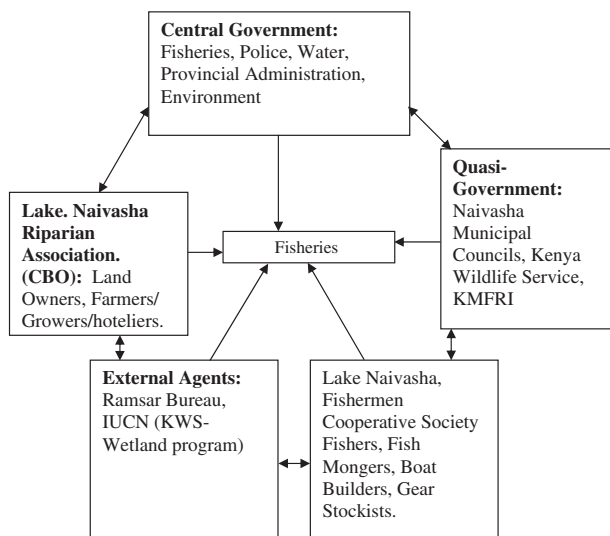 Central Government:
Fisheries, Police, Water,
Provincial Administration,
Environment
Lake. Naivasha
Riparian
Association.
(CBO): Land
Owners, Farmers/
Growers/hoteliers.
Fisheries
Quasi-
Government:
Naivasha
Municipal
Councils, Kenya
Wildlife Service,
KMFRI
External Agents:
Ramsar Bureau,
IUCN (KWS-
Wetland program)
Lake Naivasha,
Fishermen
Cooperative Society
Fishers, Fish
Mongers, Boat
Builders, Gear
Stockists.